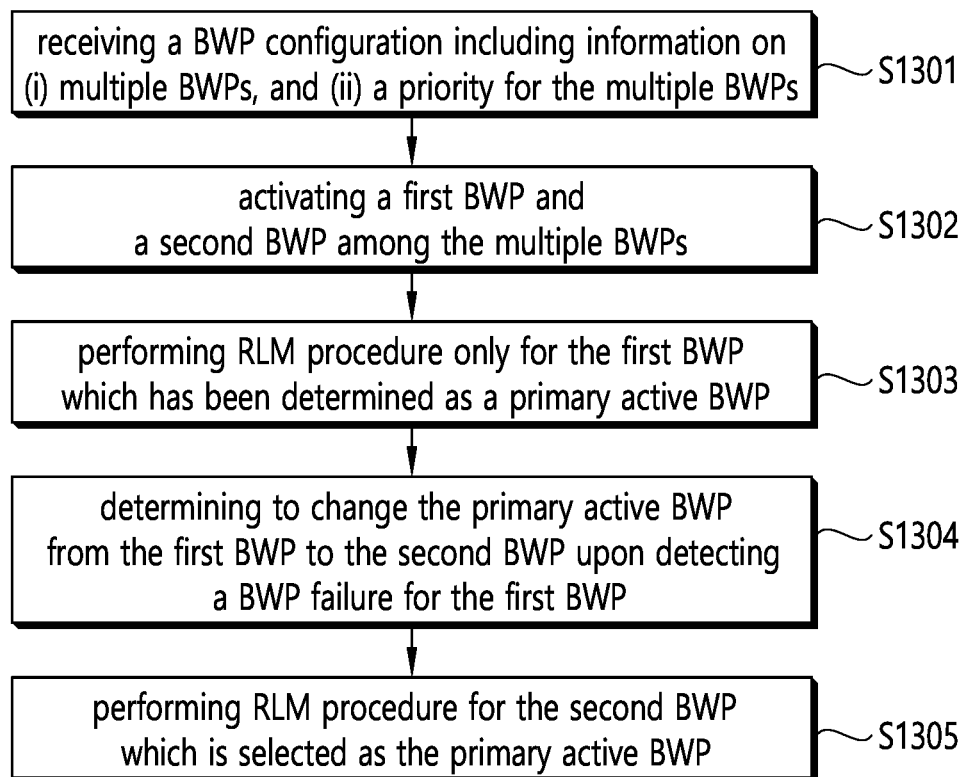 receiving a BWP configuration including information on
(i) multiple BWPs, and (ii) a priority for the multiple BWPs
S1301
activating a first BWP and
a second BWP among the multiple BWPs
S1302
performing RLM procedure only for the first BWP
which has been determined as a primary active BWP
S1303
determining to change the primary active BWP
from the first BWP to the second BWP upon detecting
a BWP failure for the first BWP
S1304
performing RLM procedure for the second BWP
which is selected as the primary active BWP
S1305